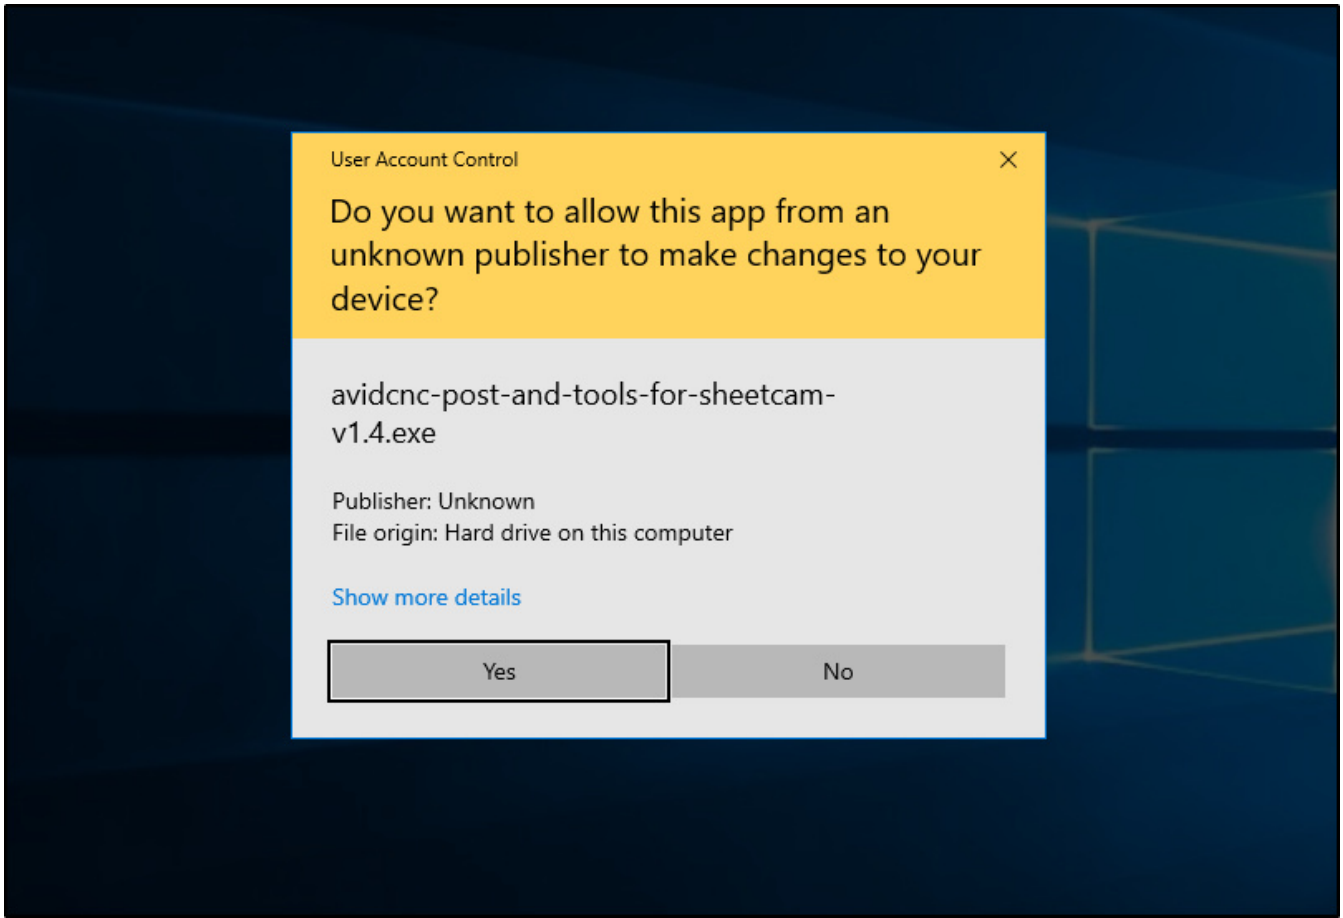 User Account Control
Do you want to allow this app from an
unknown publisher to make changes to your
device?
avidcnc-post-and-tools-for-sheetcam-
v1.4.exe
Publisher: Unknown
File origin: Hard drive on this computer
Show more details
Yes
No